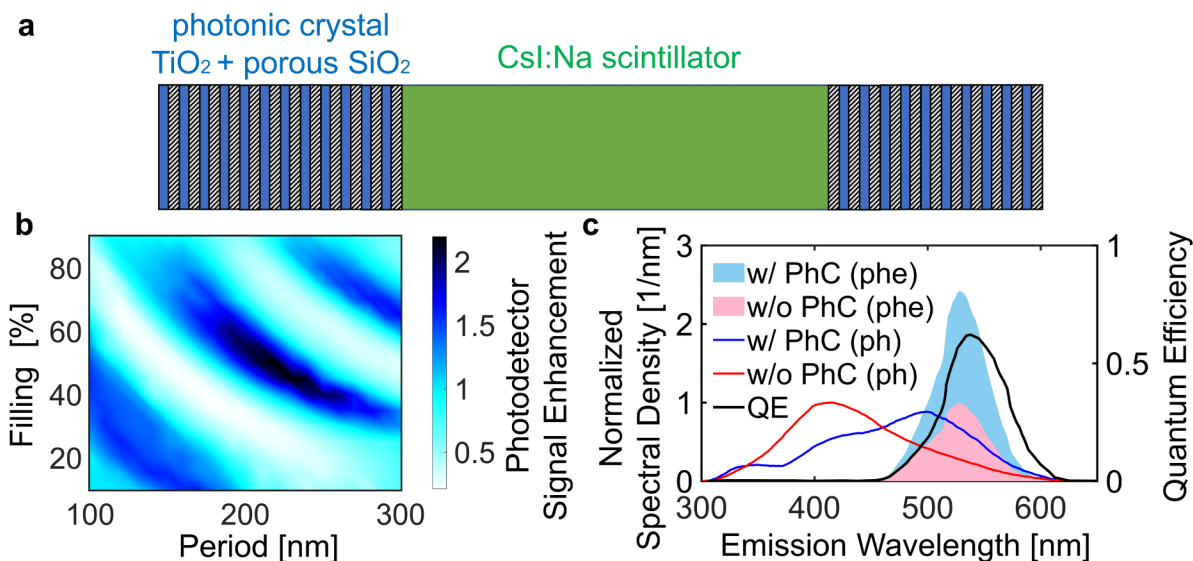 a
photonic crystal
TiO₂ + porous SiO₂
CsI:Na scintillator
b
Filling [%]
80
60
40
20
100
200
300
Period [nm]
2
1.5
1
0.5
Photodetector
Signal Enhancement
c
Normalized
Spectral Density [1/nm]
3
2
1
0
w/ PhC (phe)
w/o PhC (phe)
w/ PhC (ph)
w/o PhC (ph)
QE
1
0.5
0
Quantum Efficiency
300
400
500
600
Emission Wavelength [nm]